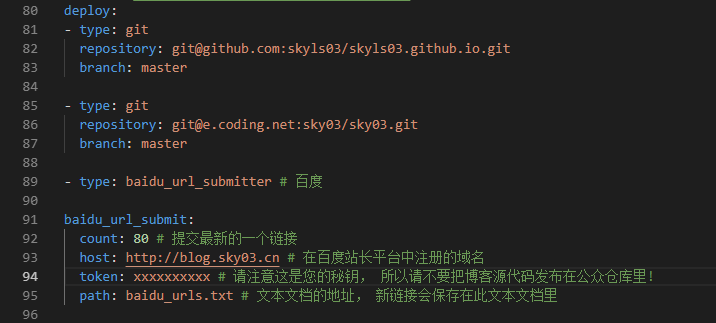 80 deploy:
81 - type: git
82 repository: git@github.com:skyls03/skyls03.github.io.git
83 branch: master
84
85 - type: git
86 repository: git@e.coding.net:sky03/sky03.git
87 branch: master
88
89 - type: baidu_url_submitter # 百度
90
91 baidu_url_submit:
92 count: 80 # 提交最新的一个链接
93 host: http://blog.sky03.cn # 在百度站长平台中注册的域名
94 token: xxxxxxxxxx # 请注意这是您的秘钥， 所以请不要把博客源代码发布在公众仓库里!
95 path: baidu_urls.txt # 文本文档的地址， 新链接会保存在此文本文档里
96